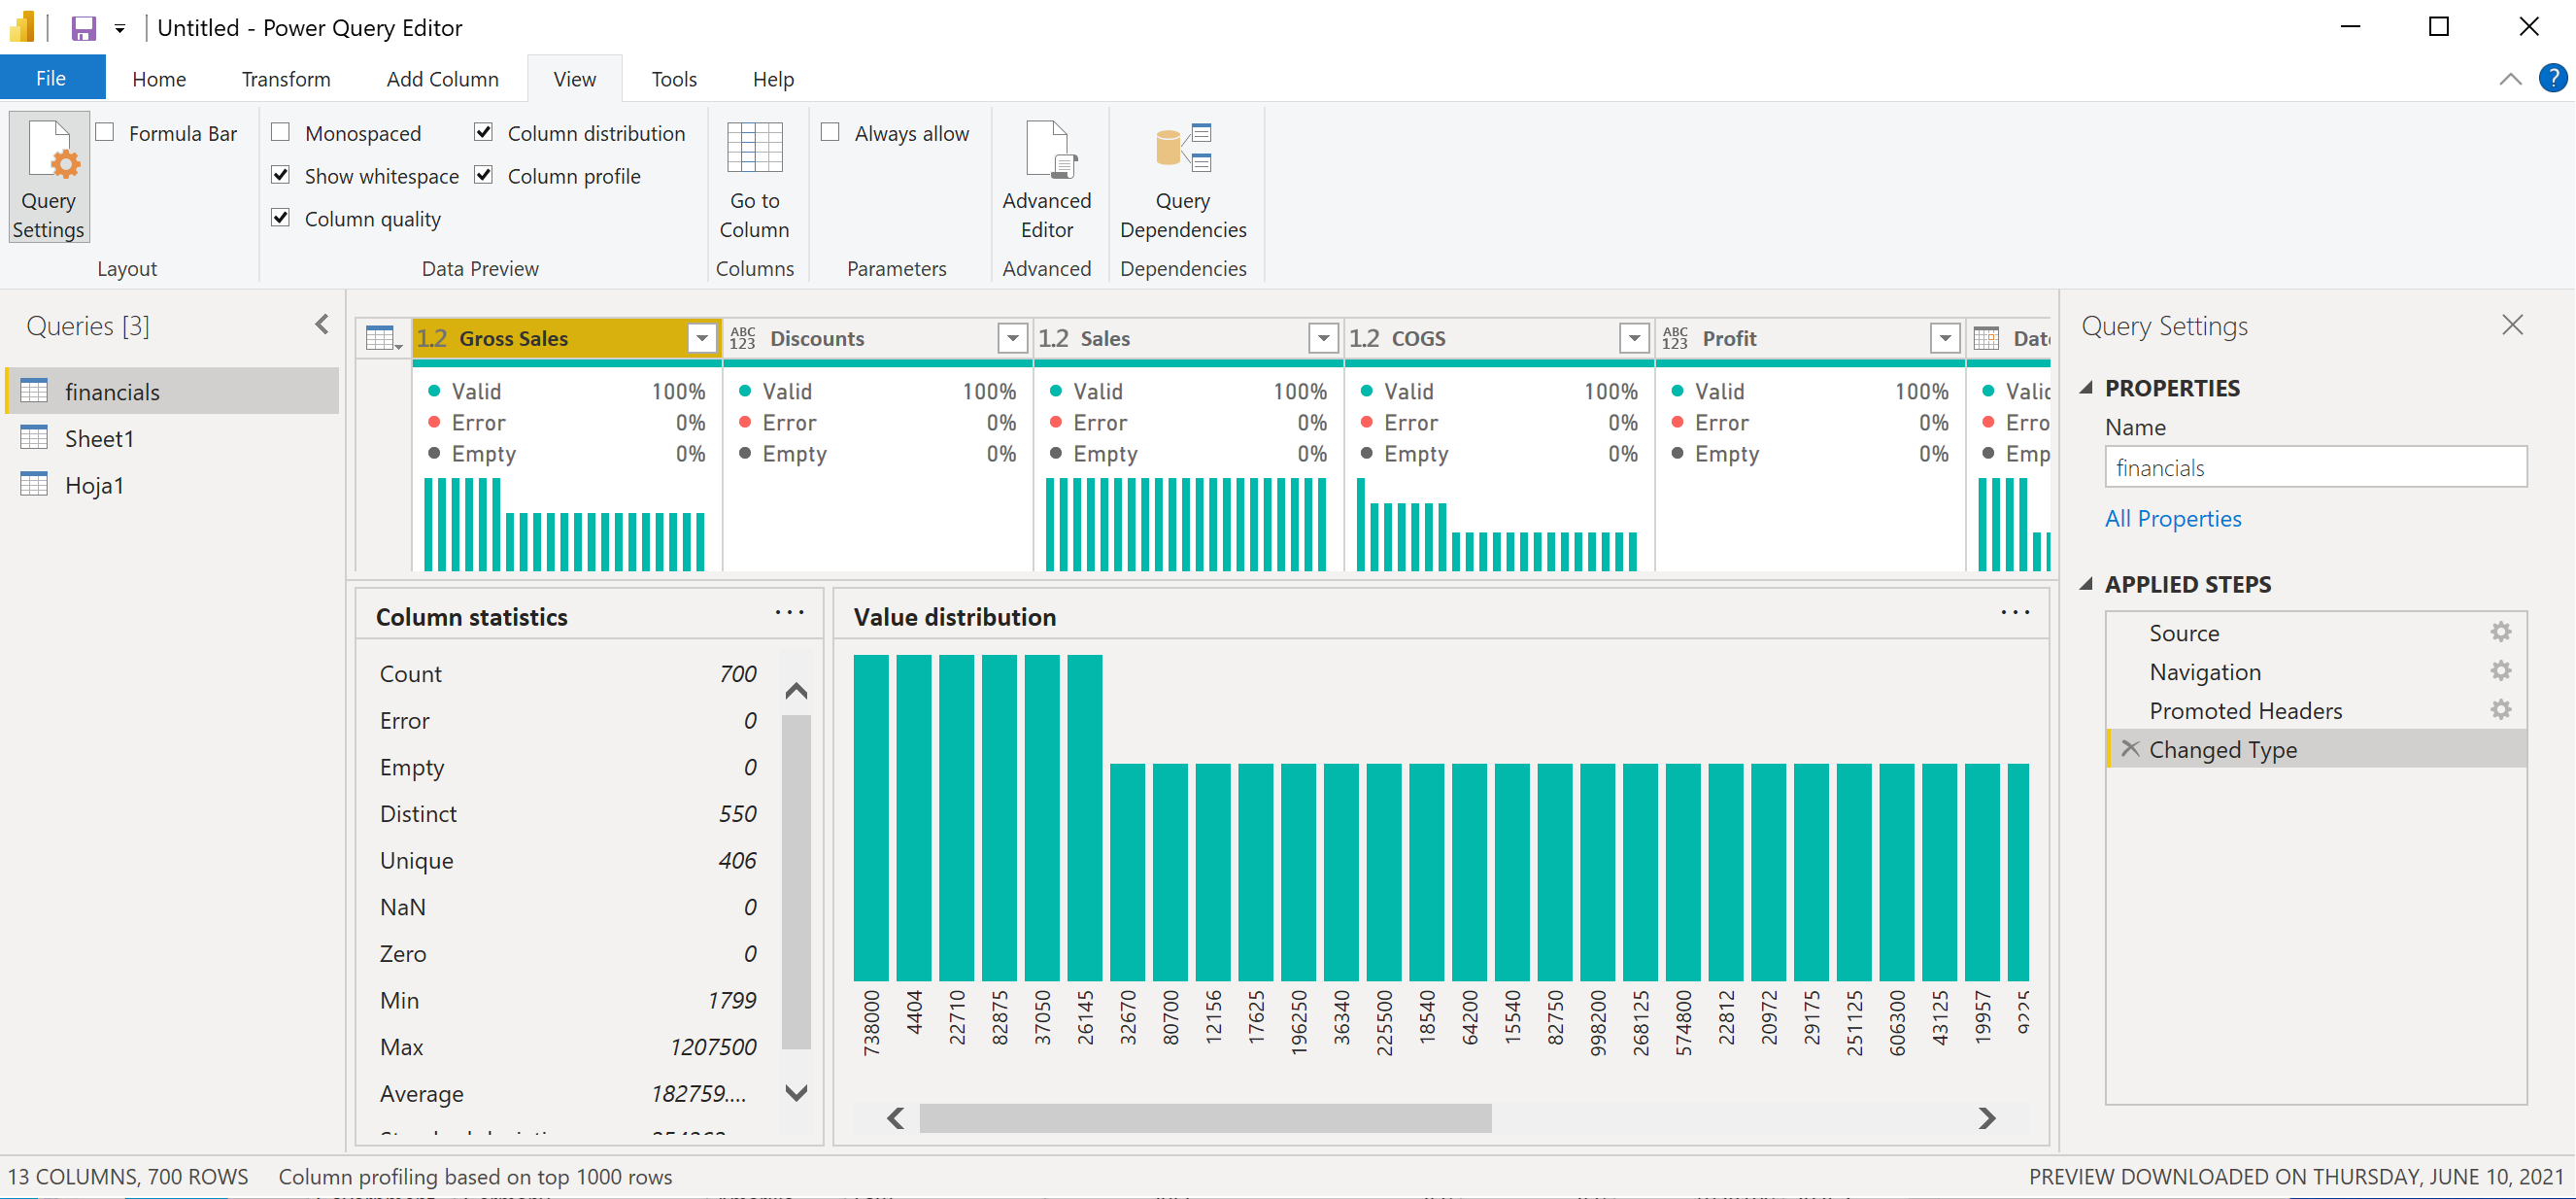 Untitled - Power Query Editor
File Home Transform Add Column View Tools Help
Query Settings
Formula Bar
Layout
Monospaced
Column distribution
Show whitespace
Column profile
Column quality
Data Preview
Go to Column
Columns
Always allow
Parameters
Advanced Editor
Advanced
Query Dependencies
Dependencies
Queries [3]
financials
Sheet1
Hoja1
1.2 Gross Sales
ABC 123 Discounts
1.2 Sales
1.2 COGS
ABC 123 Profit
Valid 100% Valid 100% Valid 100% Valid 100% Valid 100%
Error 0% Error 0% Error 0% Error 0% Error 0%
Empty 0% Empty 0% Empty 0% Empty 0% Empty 0%
Column statistics
Count 700
Error 0
Empty 0
Distinct 550
Unique 406
NaN 0
Zero 0
Min 1799
Max 1207500
Average 182759....
Value distribution
738000
4404
22710
82875
37050
26145
32670
80700
12156
17625
196250
36340
225500
18540
64200
15540
82750
998200
268125
574800
22812
20972
29175
251125
606300
43125
19957
Query Settings
PROPERTIES
Name
financials
All Properties
APPLIED STEPS
Source
Navigation
Promoted Headers
Changed Type
13 COLUMNS, 700 ROWS Column profiling based on top 1000 rows
PREVIEW DOWNLOADED ON THURSDAY, JUNE 10, 2021